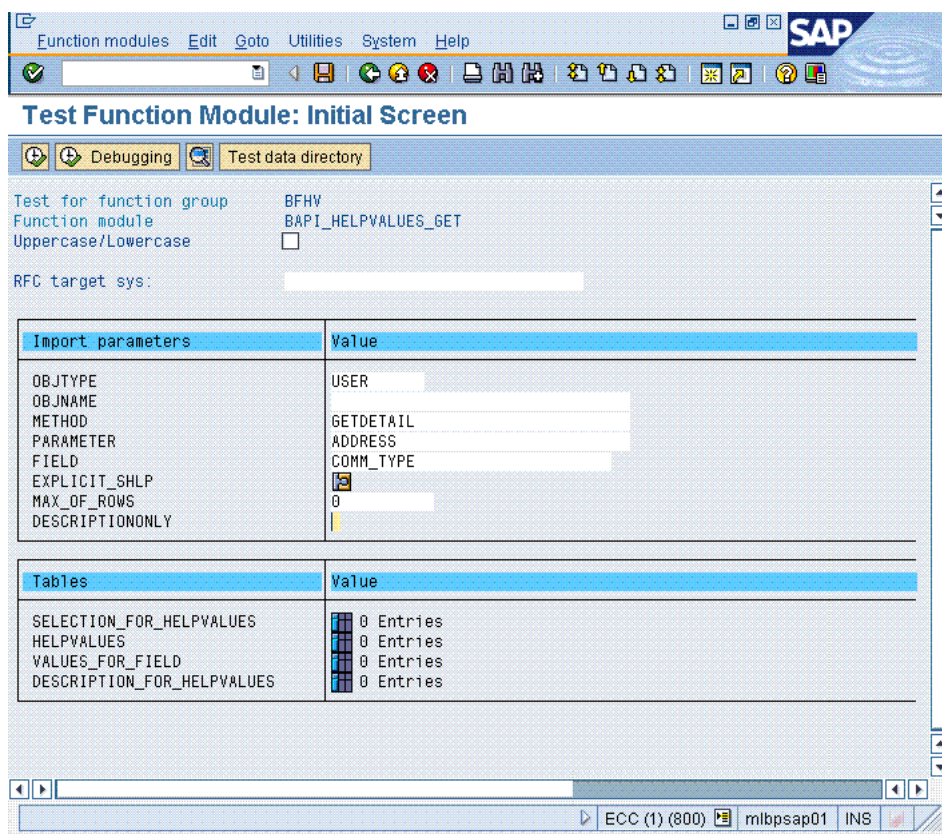 Function modules Edit Goto Utilities System Help
SAP
Test Function Module: Initial Screen
Debugging Test data directory
Test for function group BFHV
Function module BAPI_HELPVALUES_GET
Uppercase/Lowercase
RFC target sys:
Import parameters Value
OBJTYPE USER
OBJNAME
METHOD GETDETAIL
PARAMETER ADDRESS
FIELD COMM_TYPE
EXPLICIT_SHLP
MAX_OF_ROWS 0
DESCRIPTIONONLY
Tables Value
SELECTION_FOR_HELPVALUES 0 Entries
HELPVALUES 0 Entries
VALUES_FOR_FIELD 0 Entries
DESCRIPTION_FOR_HELPVALUES 0 Entries
ECC (1) (800) mlbpsap01 INS